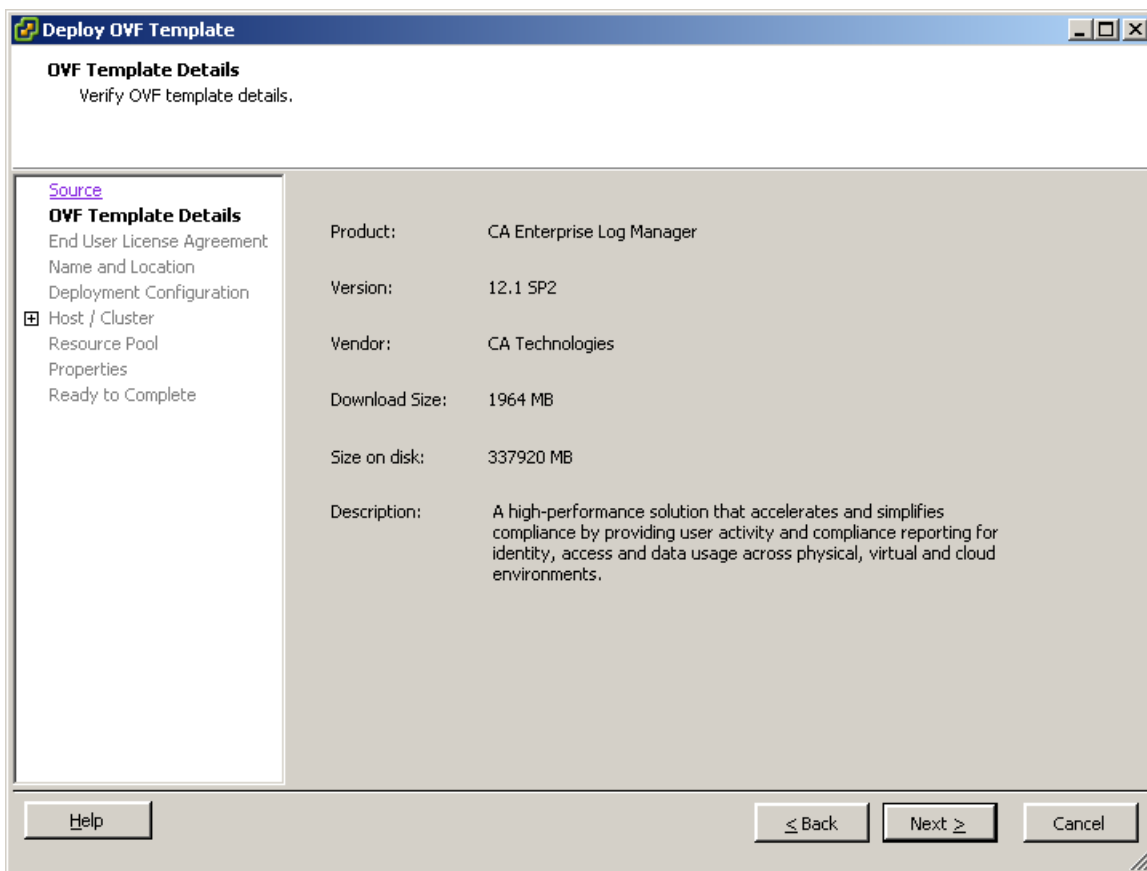 Deploy OVF Template
OVF Template Details
Verify OVF template details.
Source
OVF Template Details
End User License Agreement
Name and Location
Deployment Configuration
Host / Cluster
Resource Pool
Properties
Ready to Complete
Product: CA Enterprise Log Manager
Version: 12.1 SP2
Vendor: CA Technologies
Download Size: 1964 MB
Size on disk: 337920 MB
Description: A high-performance solution that accelerates and simplifies
compliance by providing user activity and compliance reporting for
identity, access and data usage across physical, virtual and cloud
environments.
Help
< Back
Next >
Cancel